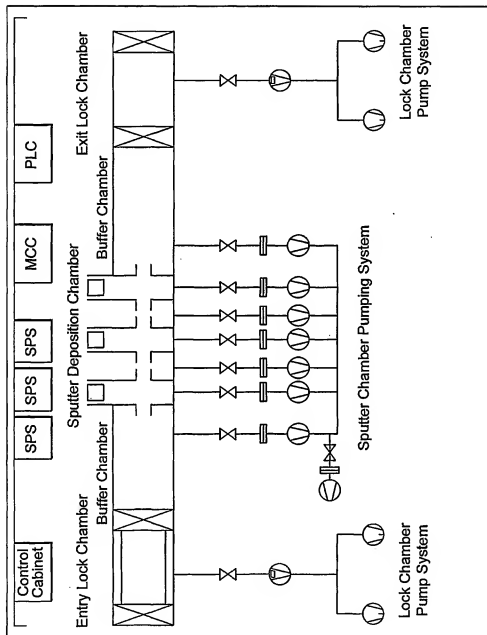 Control
Cabinet
SPS
SPS
SPS
MCC
PLC
Entry Lock Chamber
Buffer Chamber
Sputter Deposition Chamber
Buffer Chamber
Exit Lock Chamber
Lock Chamber
Pump System
Sputter Chamber Pumping System
Lock Chamber
Pump System